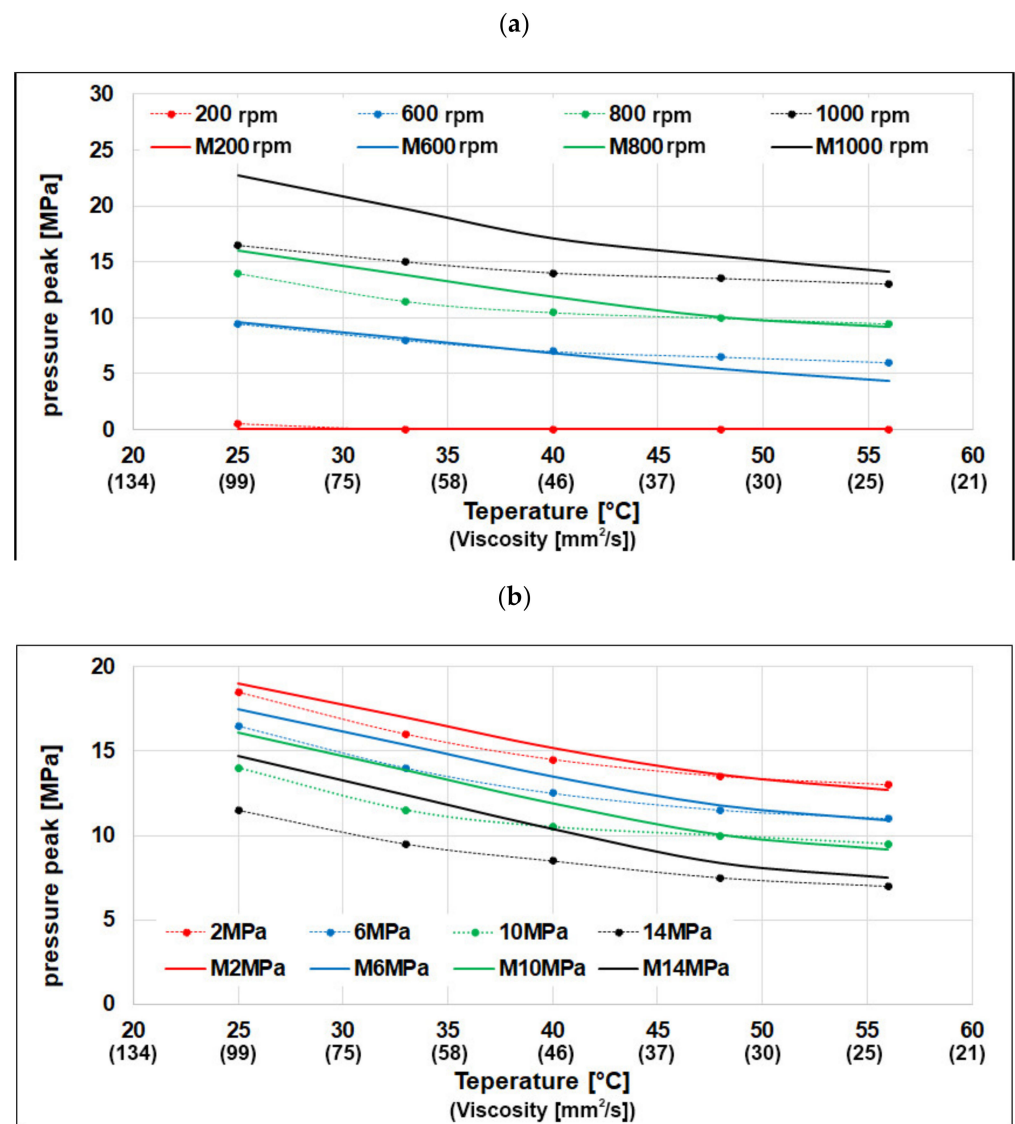 (a)
30
200 rpm 600 rpm 800 rpm 1000 rpm
M200 rpm M600 rpm M800 rpm M1000 rpm
25
20
15
10
5
0
pressure peak [MPa]
20 25 30 35 40 45 50 55 60
(134) (99) (75) (58) (46) (37) (30) (25) (21)
Teperature [°C]
(Viscosity [mm²/s])
(b)
20
15
10
5
0
pressure peak [MPa]
2MPa 6MPa 10MPa 14MPa
M2MPa M6MPa M10MPa M14MPa
20 25 30 35 40 45 50 55 60
(134) (99) (75) (58) (46) (37) (30) (25) (21)
Teperature [°C]
(Viscosity [mm²/s])